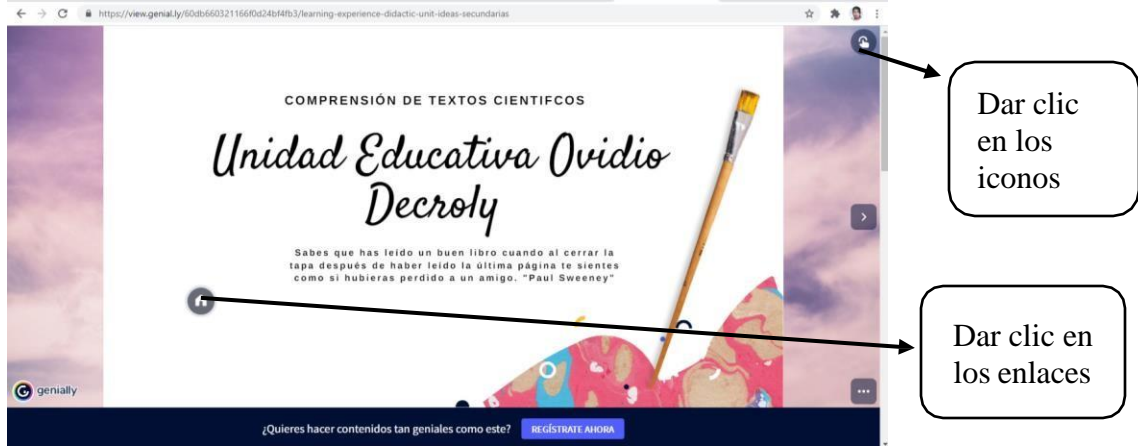 https://view.genial.ly/60db660321166f0d24bf4fb3/learning-experience-didactic-unit-ideas-secundarias
COMPRENSIÓN DE TEXTOS CIENTIFCOS
Unidad Educativa Ovidio
Decroly
Sabes que has leído un buen libro cuando al cerrar la
tapa después de haber leído la última página te sientes
como si hubieras perdido a un amigo. "Paul Sweeney"
genially
¿Quieres hacer contenidos tan geniales como este? REGÍSTRATE AHORA
Dar clic
en los
iconos
Dar clic en
los enlaces